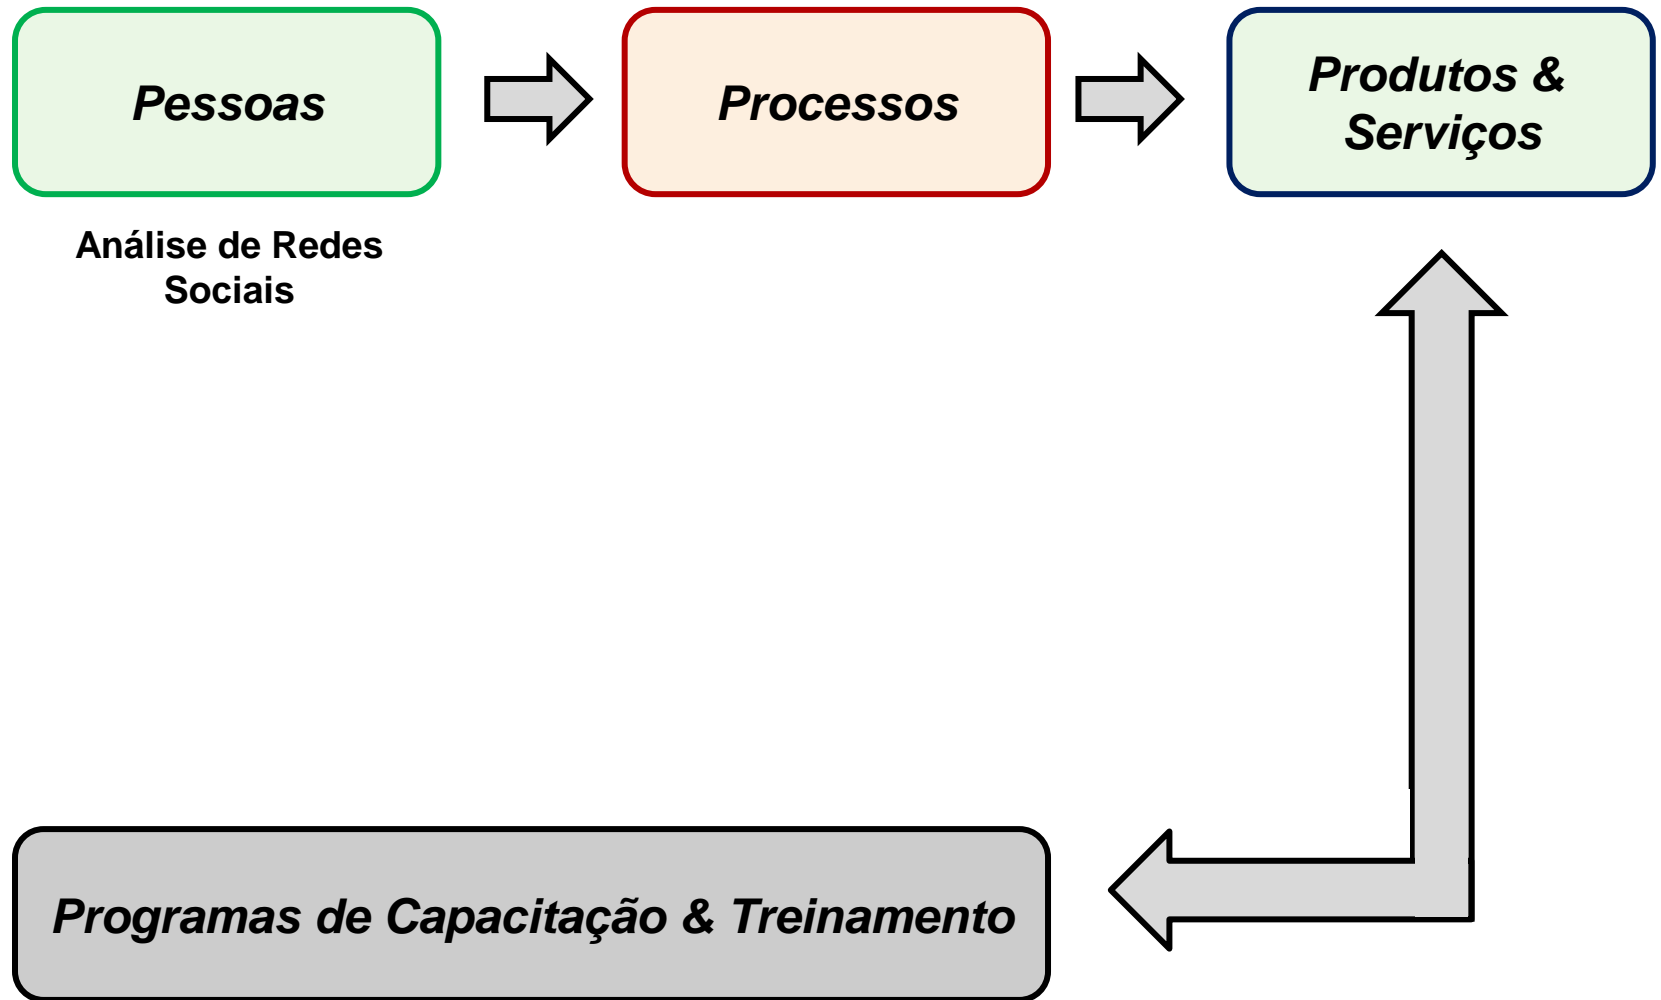 Pessoas
Processos
Produtos &
Serviços
Análise de Redes
Sociais
Programas de Capacitação & Treinamento